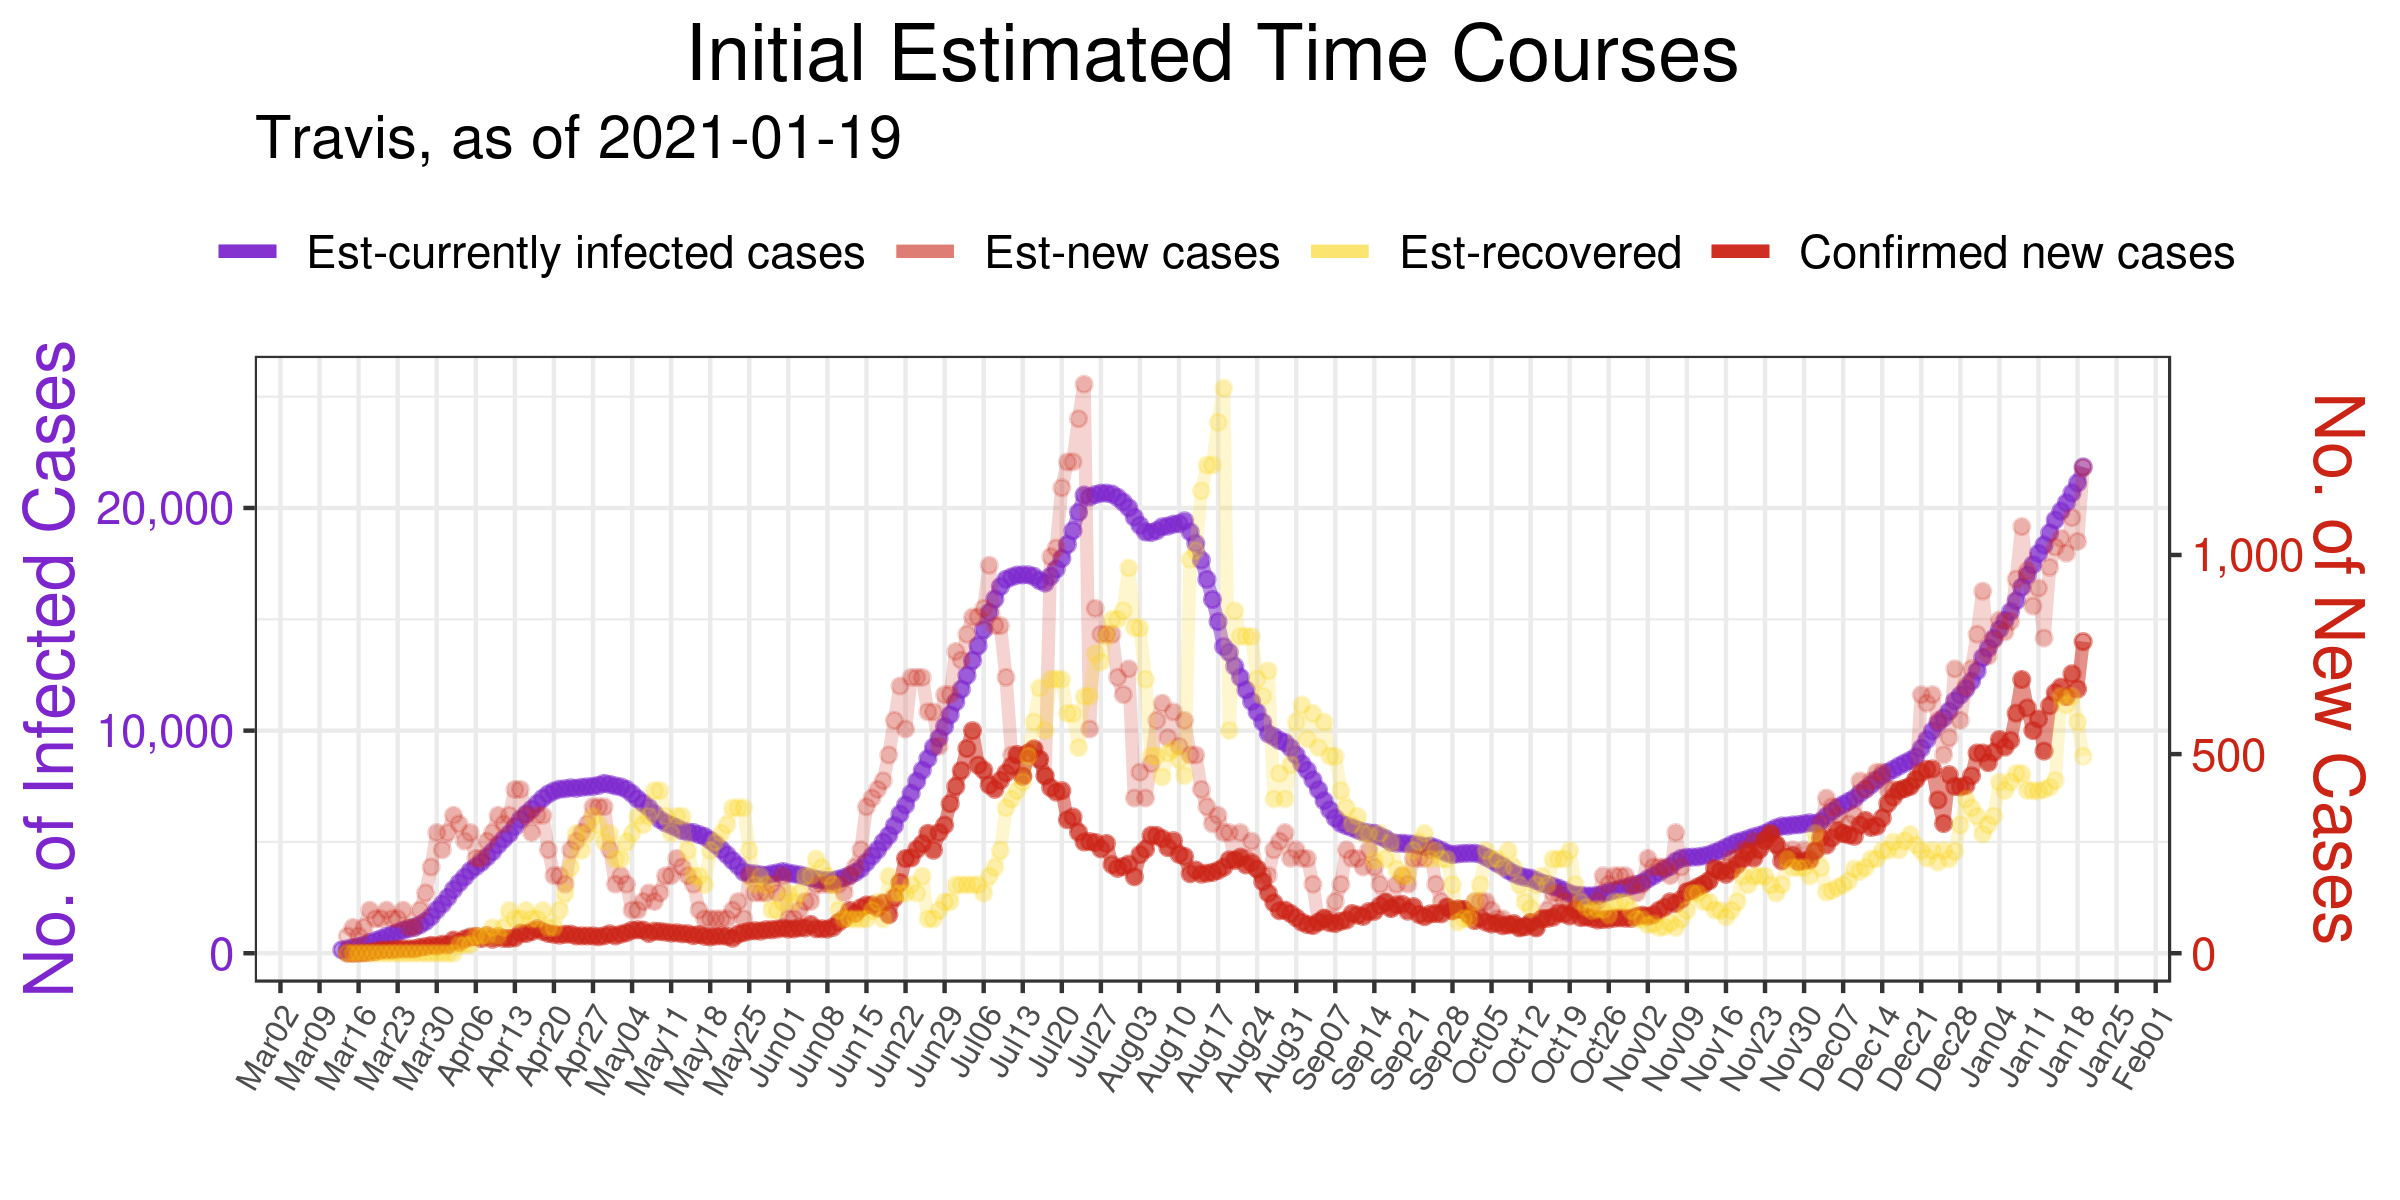 Initial Estimated Time Courses
Travis, as of 2021-01-19
Est-currently infected cases Est-new cases Est-recovered Confirmed new cases
No. of Infected Cases
20,000
10,000
0
No. of New Cases
1,000
500
0
Mar02 Mar09 Mar16 Mar23 Mar30 Apr06 Apr13 Apr20 Apr27 May04 May11 May18 May25 Jun01 Jun08 Jun15 Jun22 Jun29 Jul06 Jul13 Jul20 Jul27 Aug03 Aug10 Aug17 Aug24 Aug31 Sep07 Sep14 Sep21 Sep28 Oct05 Oct12 Oct19 Oct26 Nov02 Nov09 Nov16 Nov23 Nov30 Dec07 Dec14 Dec21 Dec28 Jan04 Jan11 Jan18 Jan25 Feb01